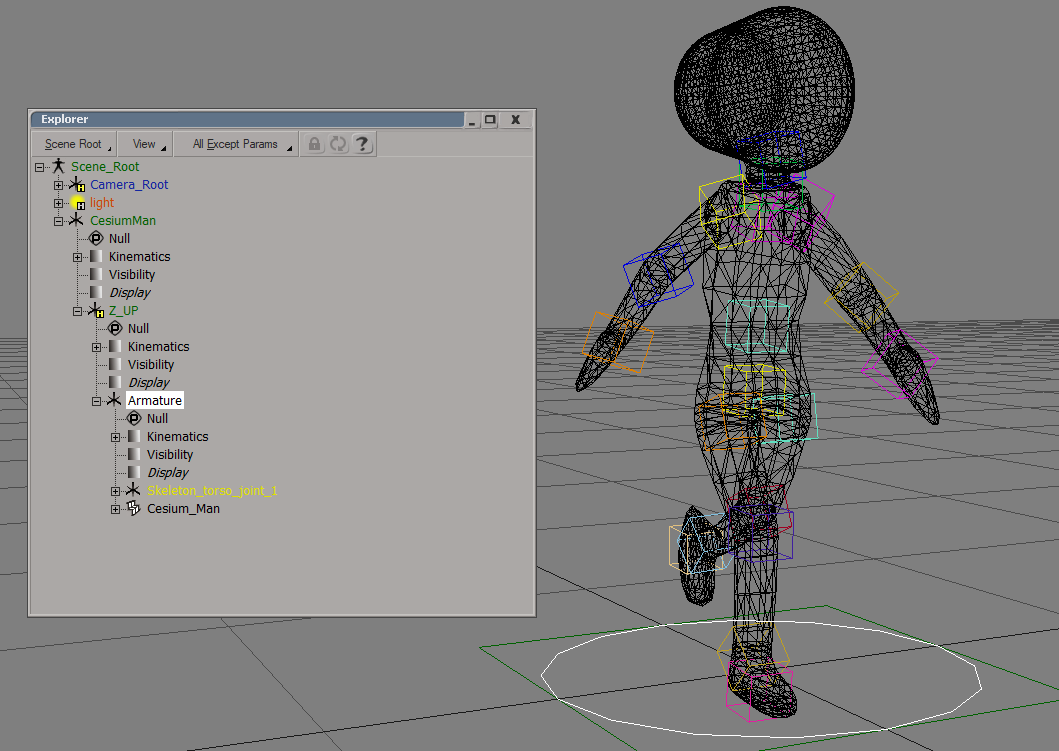 Explorer
Scene Root View All Except Params ?
Scene_Root
Camera_Root
light
CesiumMan
Null
Kinematics
Visibility
Display
Z_UP
Null
Kinematics
Visibility
Display
Armature
Null
Kinematics
Visibility
Display
Skeleton_torso_joint_1
Cesium_Man